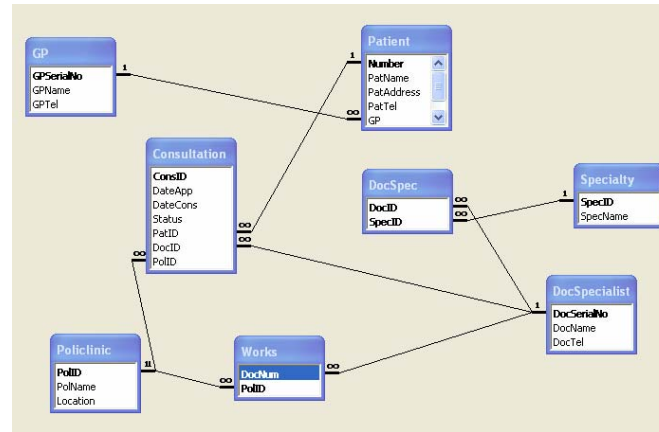 GP
GPSerialNo
GPName
GPTel
1
∞
Patient
Number
PatName
PatAddress
PatTel
GP
1
Consultation
ConsID
DateApp
DateCons
Status
PatID
DocID
PolID
∞
∞
∞
DocSpec
DocID
SpecID
∞
∞
Specialty
SpecID
SpecName
1
DocSpecialist
DocSerialNo
DocName
DocTel
1
Policlinic
PolID
PolName
Location
11
Works
DocNum
PolID
∞
∞